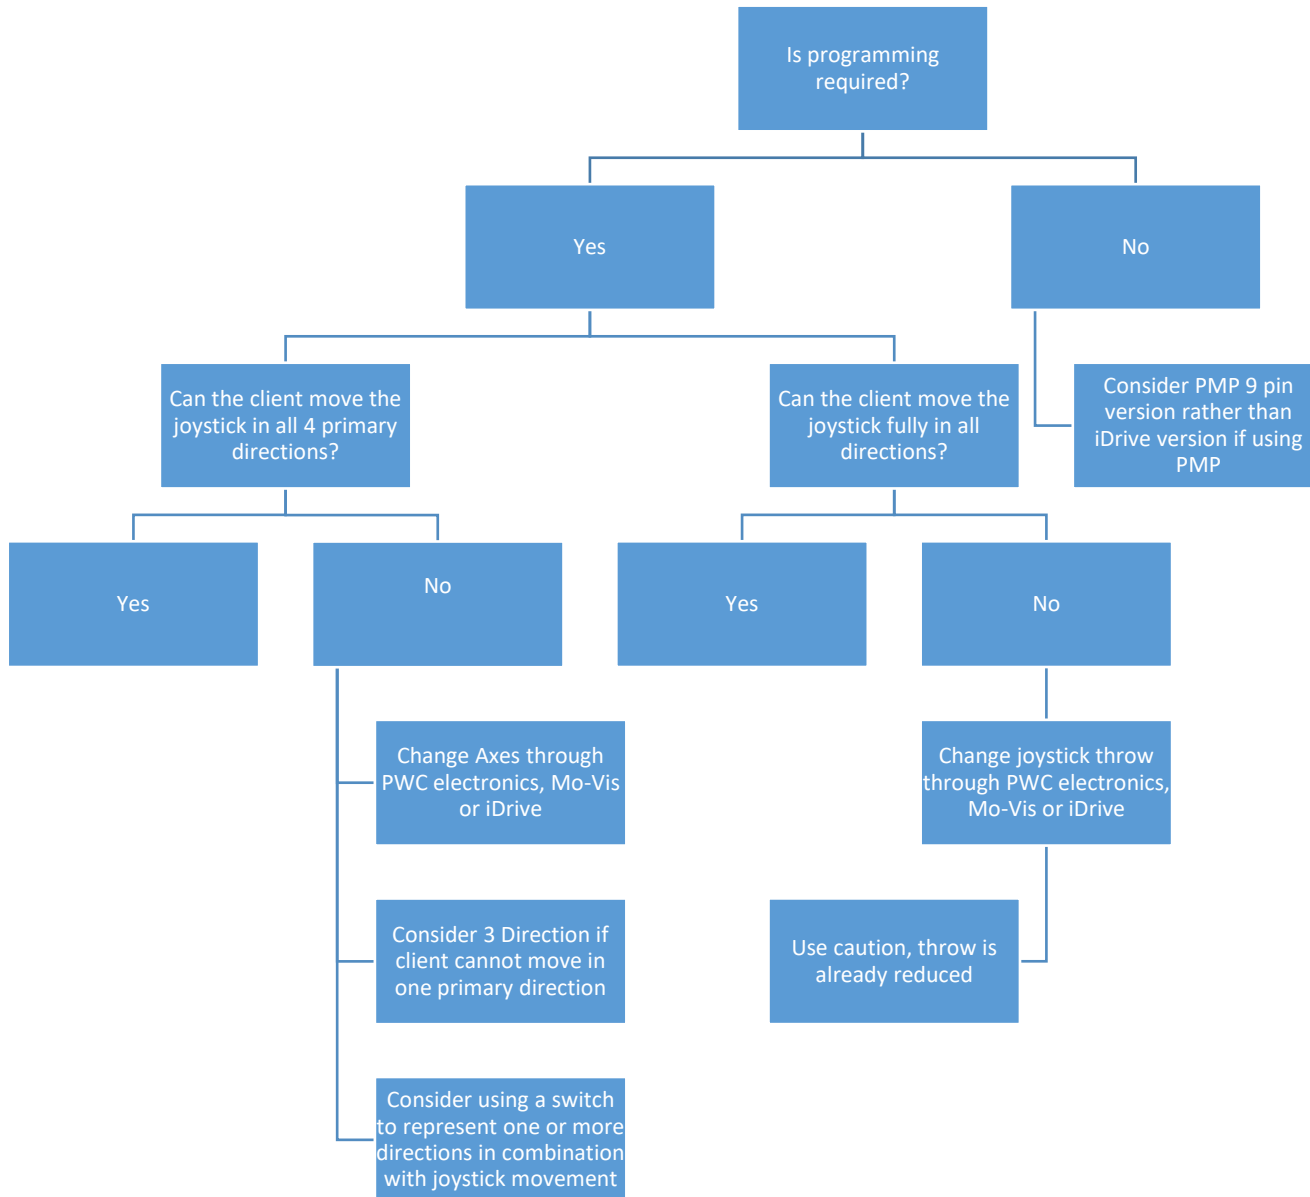 Is programming
required?
Yes
No
Can the client move the
joystick in all 4 primary
directions?
Can the client move the
joystick fully in all
directions?
Consider PMP 9 pin
version rather than
iDrive version if using
PMP
Yes
No
Yes
No
Change Axes through
PWC electronics, Mo-Vis
or iDrive
Change joystick throw
through PWC electronics,
Mo-Vis or iDrive
Consider 3 Direction if
client cannot move in
one primary direction
Use caution, throw is
already reduced
Consider using a switch
to represent one or more
directions in combination
with joystick movement